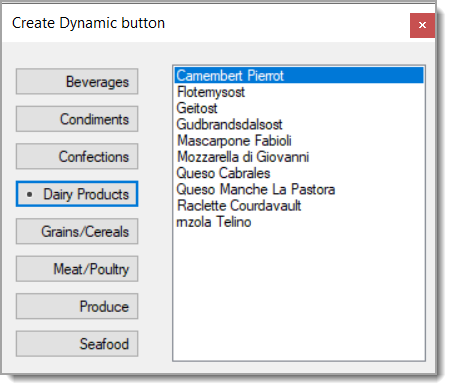 Create Dynamic button
Beverages
Condiments
Confections
Dairy Products
Grains/Cereals
Meat/Poultry
Produce
Seafood
Camembert Pierrot
Flotemysost
Geitost
Gudbrandsdalsost
Mascarpone Fabioli
Mozzarella di Giovanni
Queso Cabrales
Queso Manche La Pastora
Raclette Courdavault
rnzola Telino